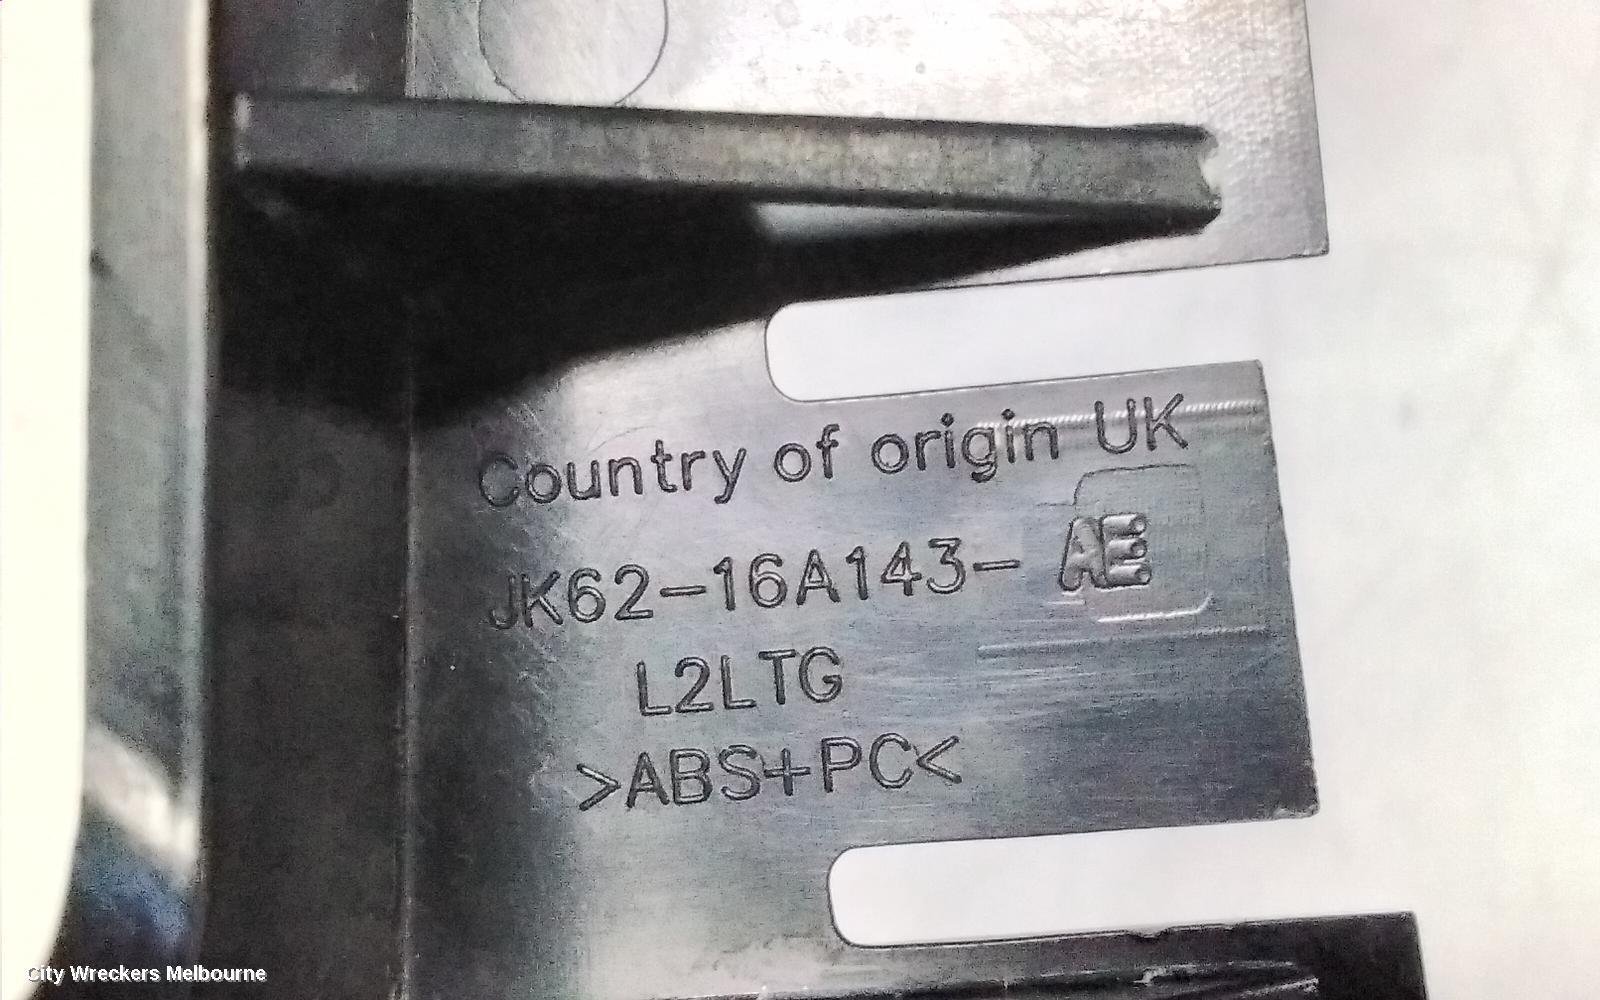 Country of origin UK
JK62-16A143- AE
L2LTG
>ABS+PC<
City Wreckers Melbourne